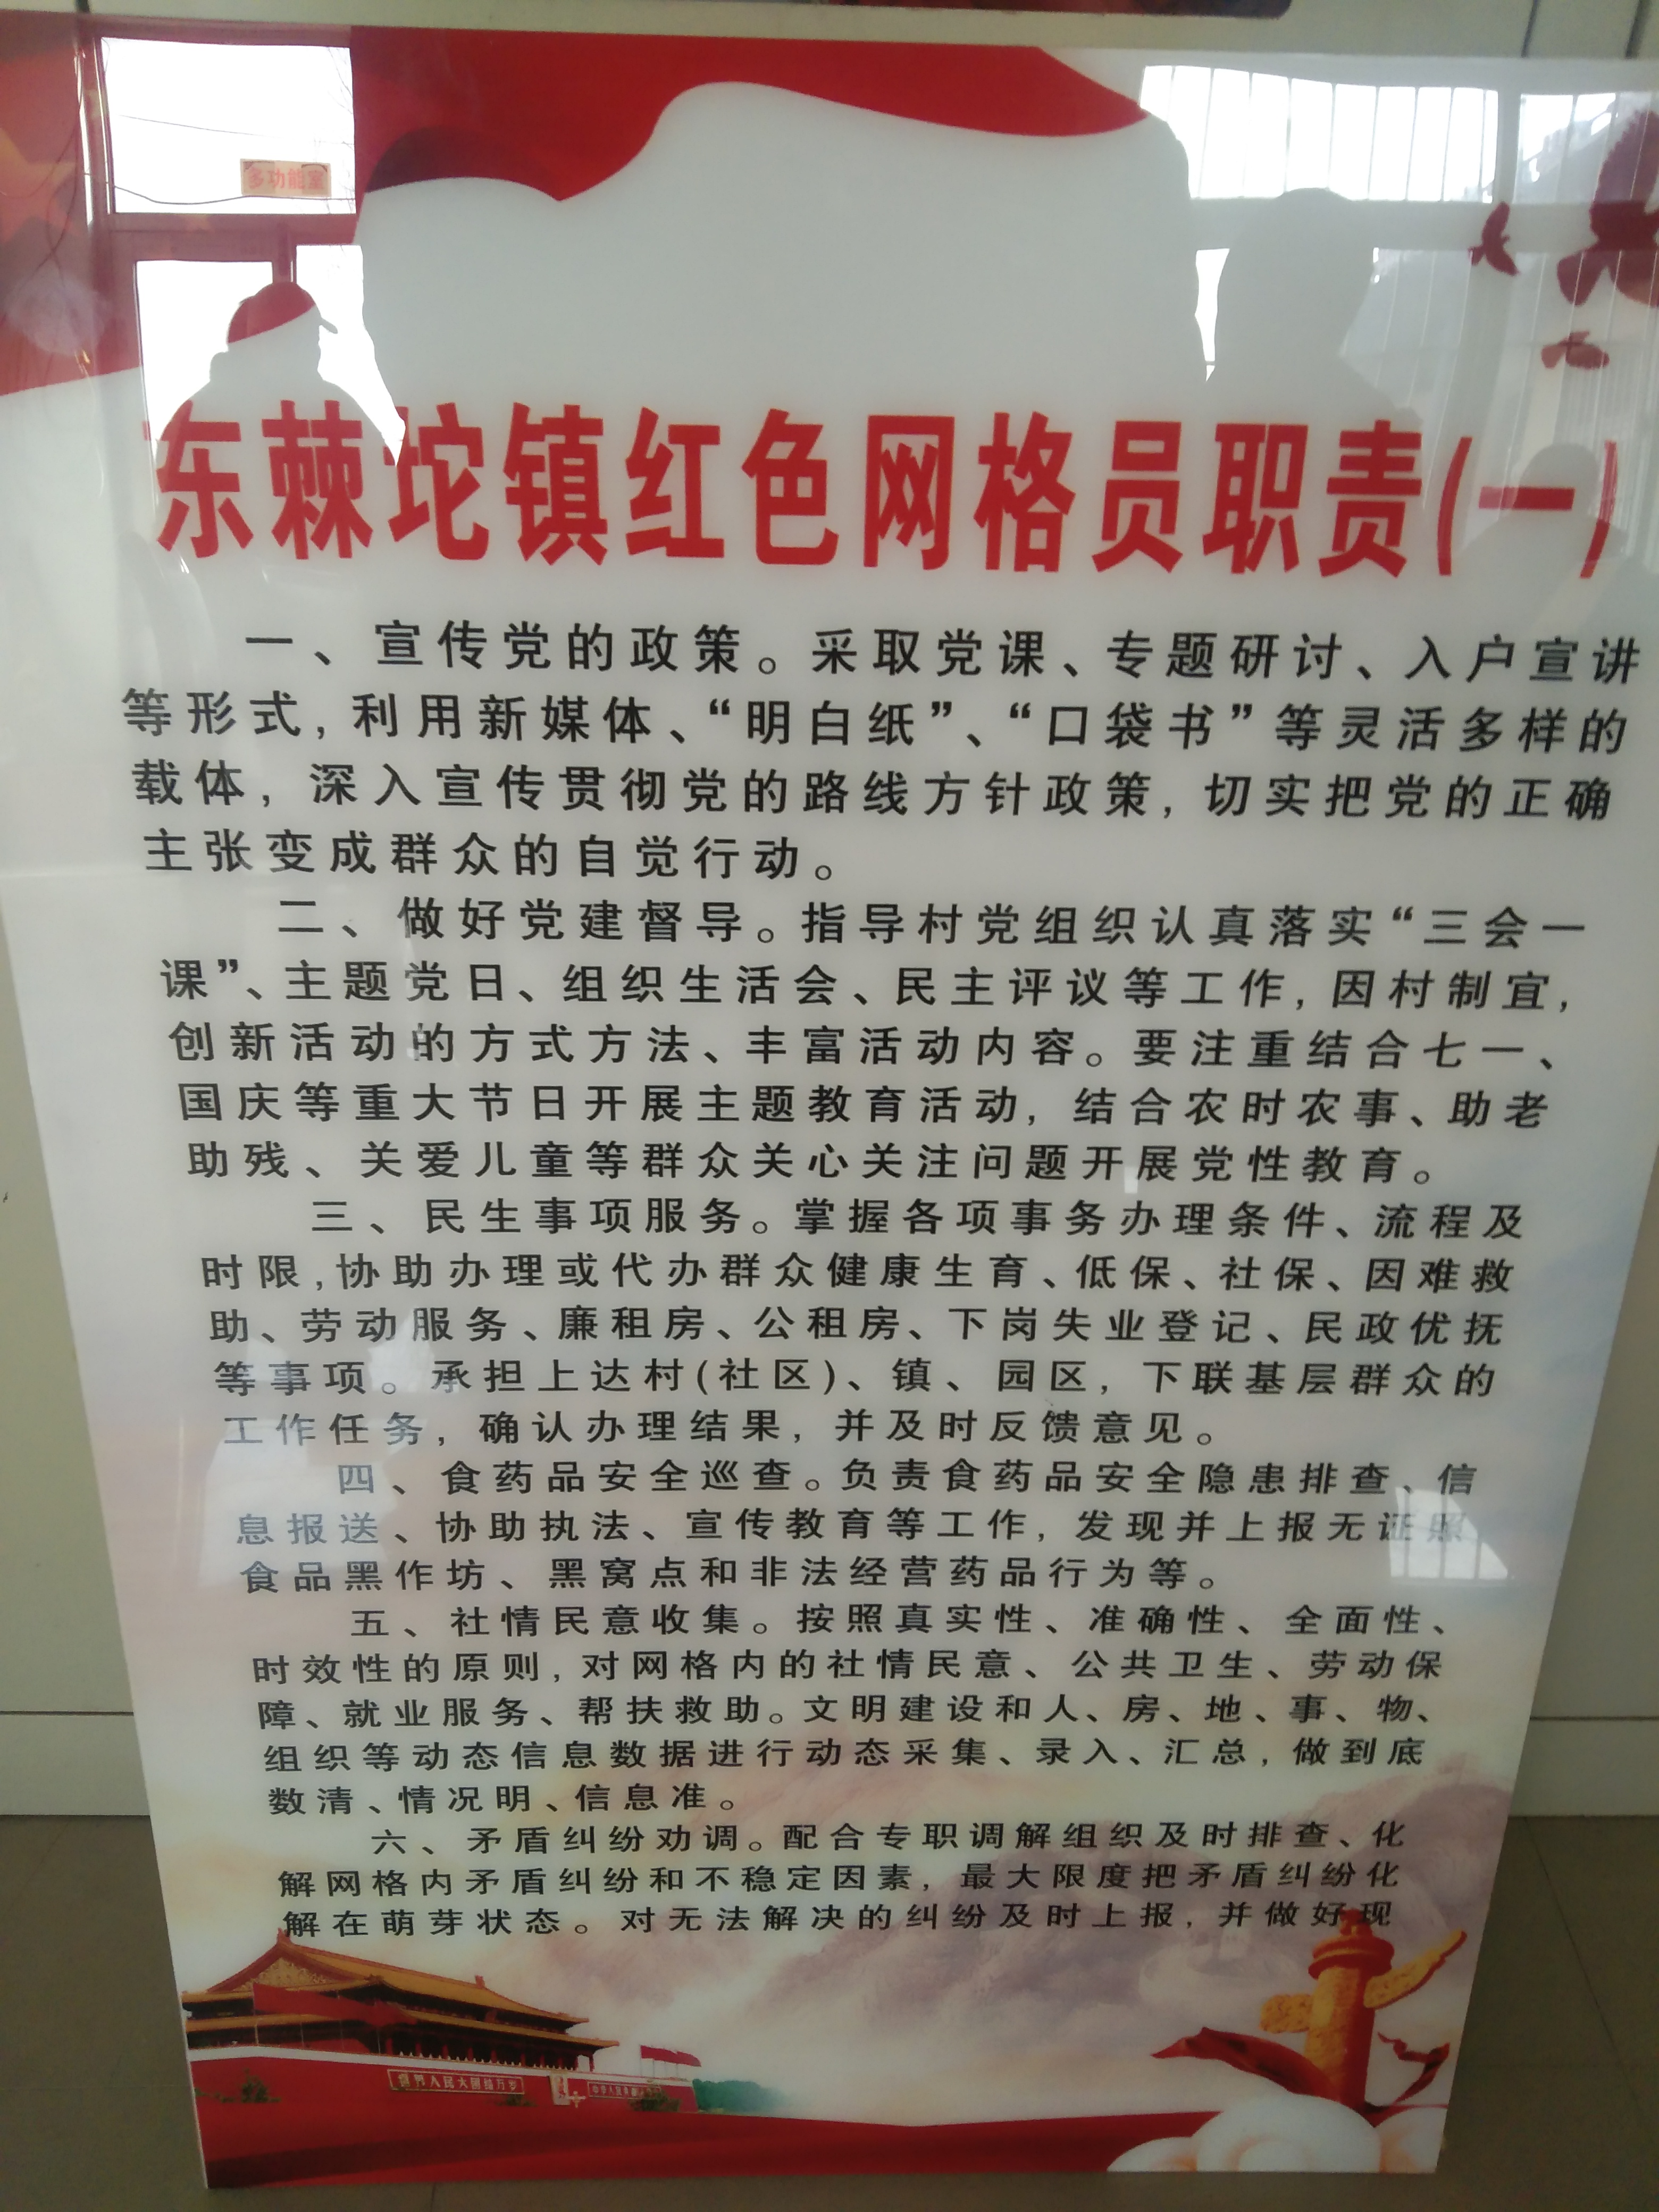 多功能室
东棘坨镇红色网格员职责(一)
一、宣传党的政策。采取党课、专题研讨、入户宣讲
等形式,利用新媒体、“明白纸”、“口袋书”等灵活多样的
载体,深入宣传贯彻党的路线方针政策,切实把党的正确
主张变成群众的自觉行动。
二、做好党建督导。指导村党组织认真落实“三会一
课”、主题党日、组织生活会、民主评议等工作,因村制宜,
创新活动的方式方法、丰富活动内容。要注重结合七一、
国庆等重大节日开展主题教育活动,结合农时农事、助老
助残、关爱儿童等群众关心关注问题开展党性教育。
三、民生事项服务。掌握各项事务办理条件、流程及
时限,协助办理或代办群众健康生育、低保、社保、因难救
助、劳动服务、廉租房、公租房、下岗失业登记、民政优抚
等事项。承担上达村(社区)、镇、园区,下联基层群众的
工作任务,确认办理结果,并及时反馈意见。
四、食药品安全巡查。负责食药品安全隐患排查、信
息报送、协助执法、宣传教育等工作,发现并上报无证照
食品黑作坊、黑窝点和非法经营药品行为等。
五、社情民意收集。按照真实性、准确性、全面性、
时效性的原则,对网格内的社情民意、公共卫生、劳动保
障、就业服务、帮扶救助。文明建设和人、房、地、事、物、
组织等动态信息数据进行动态采集、录入、汇总,做到底
数清、情况明、信息准。
六、矛盾纠纷劝调。配合专职调解组织及时排查、化
解网格内矛盾纠纷和不稳定因素,最大限度把矛盾纠纷化
解在萌芽状态。对无法解决的纠纷及时上报,并做好现